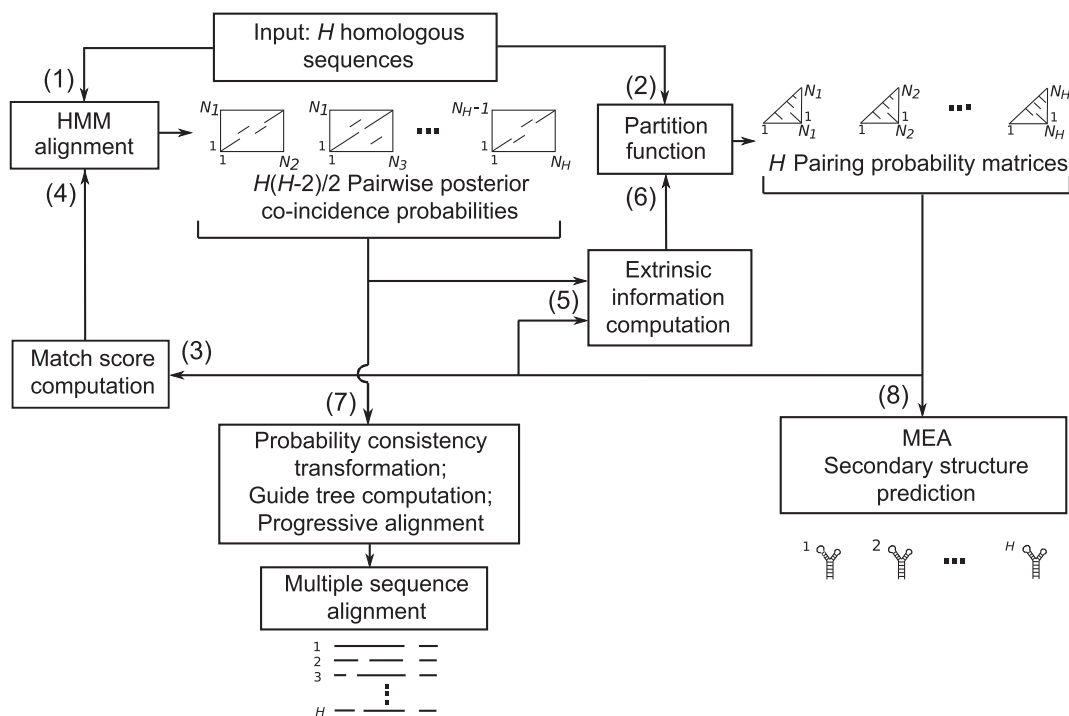 Input: H homologous
sequences
(1)
(2)
HMM
alignment
N1
1
1
N2
N1
1
1
N3
NH-1
1
1
NH
H(H-2)/2 Pairwise posterior
co-incidence probabilities
Partition
function
N1
1
1
N1
N2
1
1
N2
NH
1
1
NH
H Pairing probability matrices
(4)
(6)
Extrinsic
information
computation
(5)
Match score
computation
(3)
(7)
(8)
Probability consistency
transformation;
Guide tree computation;
Progressive alignment
MEA
Secondary structure
prediction
1
2
H
Multiple sequence
alignment
1
2
3
H